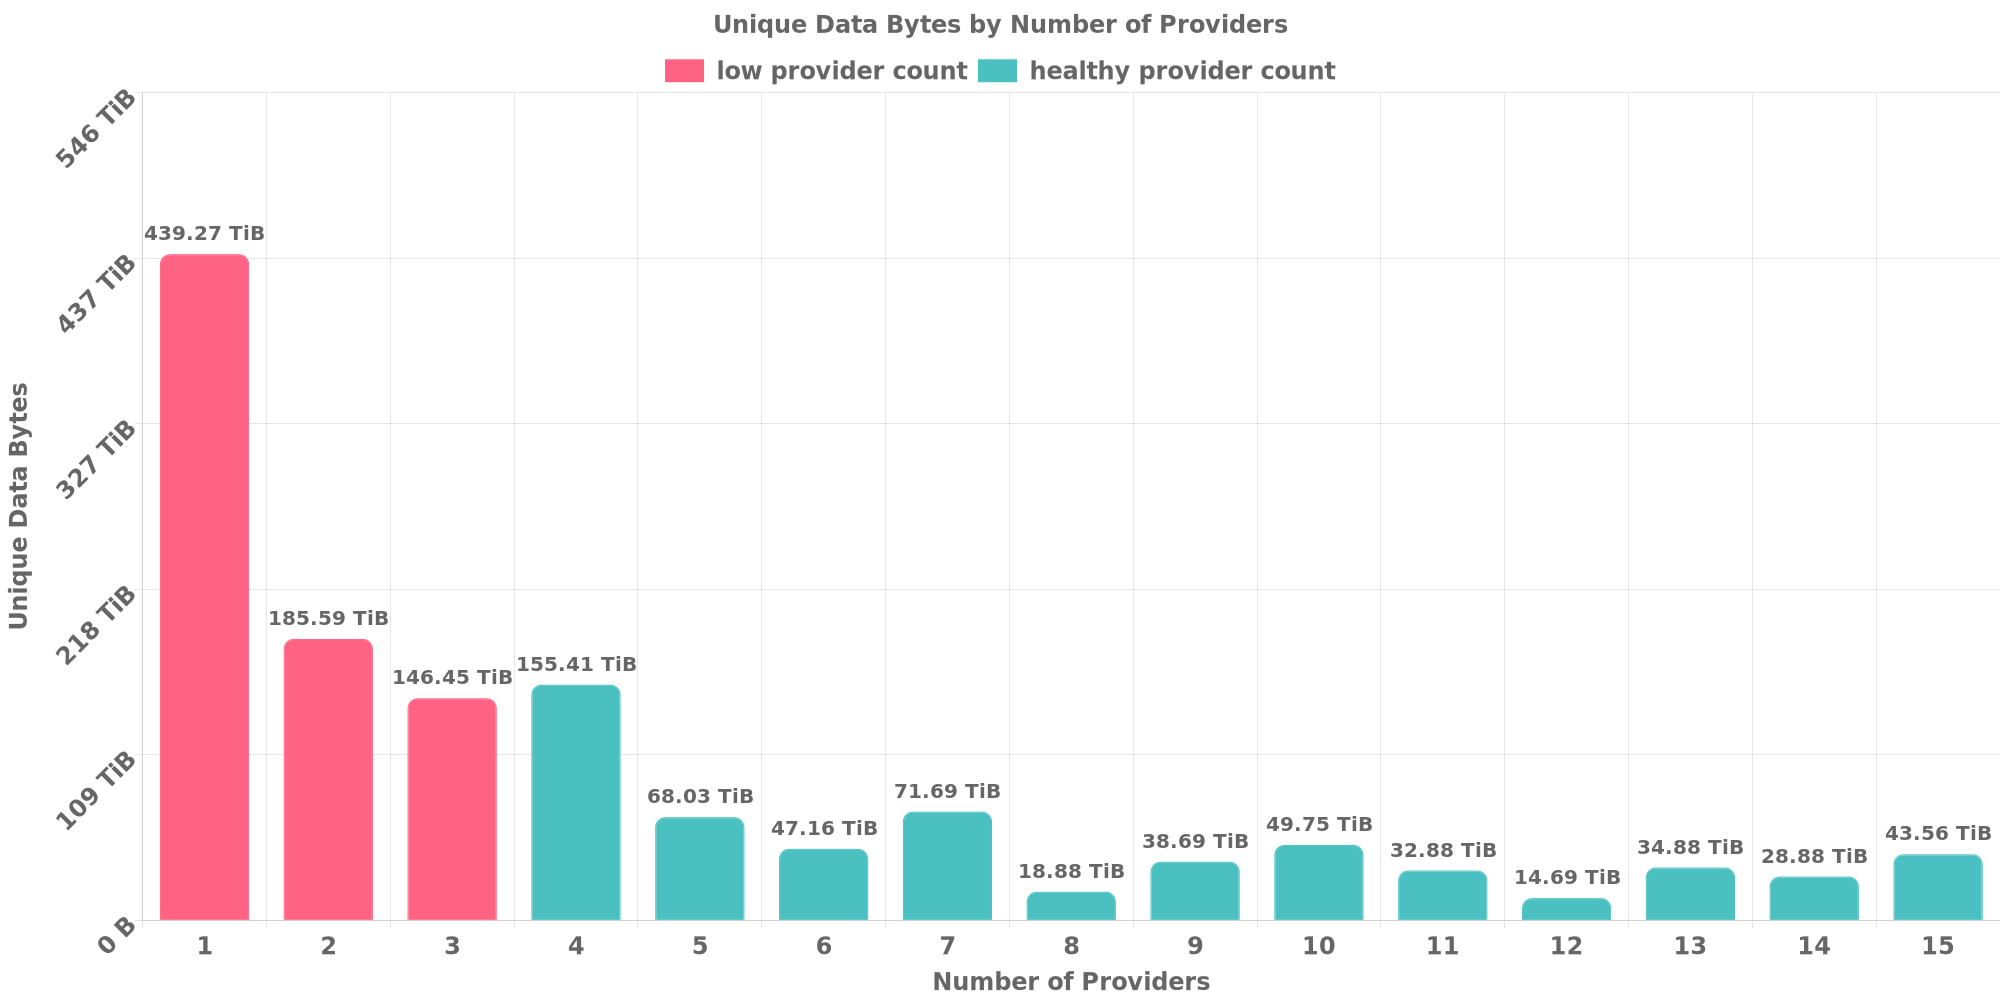 Unique Data Bytes by Number of Providers
low provider count healthy provider count
546 TiB
437 TiB
327 TiB
218 TiB
109 TiB
0 B
Unique Data Bytes
439.27 TiB
185.59 TiB
146.45 TiB
155.41 TiB
68.03 TiB
47.16 TiB
71.69 TiB
18.88 TiB
38.69 TiB
49.75 TiB
32.88 TiB
14.69 TiB
34.88 TiB
28.88 TiB
43.56 TiB
1 2 3 4 5 6 7 8 9 10 11 12 13 14 15
Number of Providers